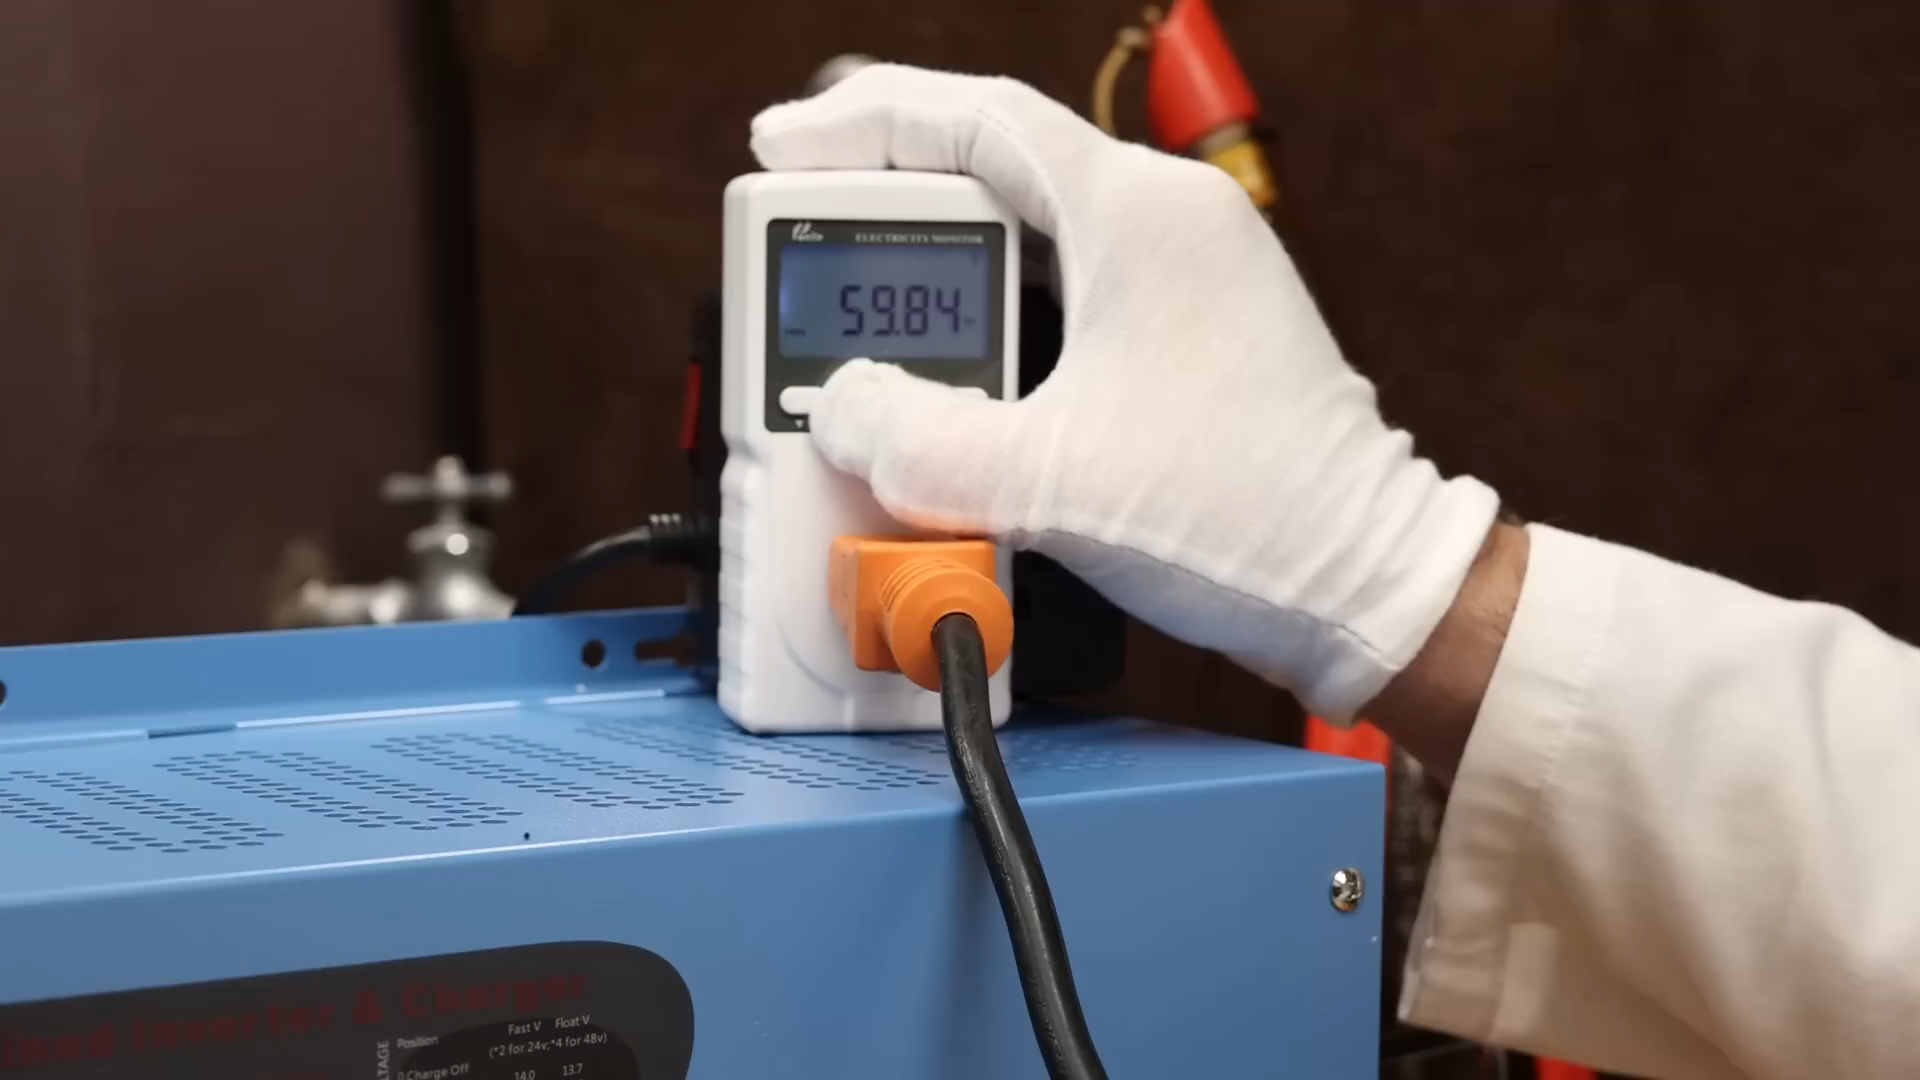 ELECTRICITY MONITOR
59.84
Inverter & Charger
Fast V Float V
Position
(*2 for 24v;*4 for 48v)
0 Charge Off
14.0 13.7